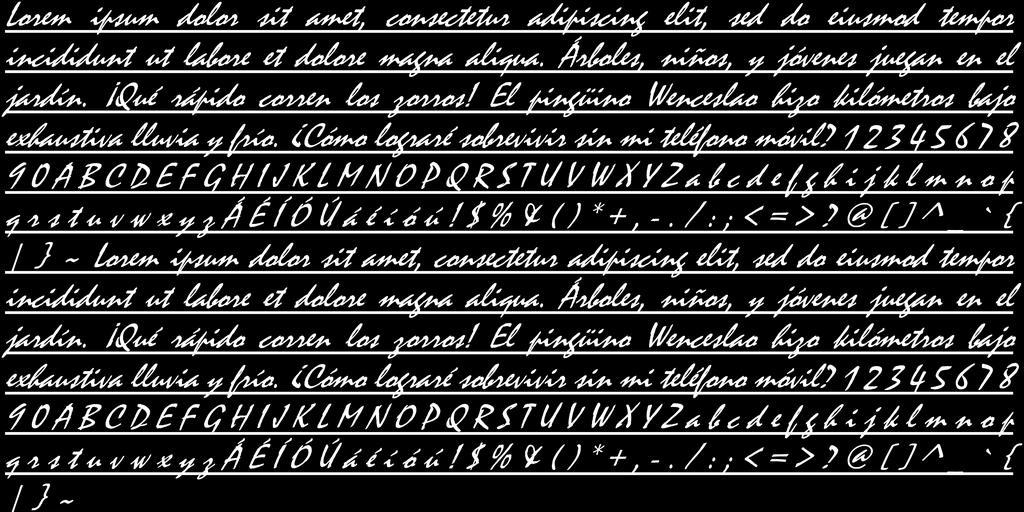 Lorem ipsum dolor sit amet, consectetur adipiscing elit, sed do eiusmod tempor
incididunt ut labore et dolore magna aliqua. Árboles, niños, y jóvenes juegan en el
jardín. ¡Qué rápido corren los zorros! El pingüino Wenceslao hizo kilómetros bajo
exhaustiva lluvia y frío. ¿Cómo lograré sobrevivir sin mi teléfono móvil? 1 2 3 4 5 6 7 8
9 0 A B C D E F G H I J K L M N O P Q R S T U V W X Y Z a b c d e f g h i j k l m n o p
q r s t u v w x y z Á É Í Ó Ú á é í ó ú ! $ % & ( ) * + , - . / : ; < = > ? @ [ ] ^ _ ` {
| } ~ Lorem ipsum dolor sit amet, consectetur adipiscing elit, sed do eiusmod tempor
incididunt ut labore et dolore magna aliqua. Árboles, niños, y jóvenes juegan en el
jardín. ¡Qué rápido corren los zorros! El pingüino Wenceslao hizo kilómetros bajo
exhaustiva lluvia y frío. ¿Cómo lograré sobrevivir sin mi teléfono móvil? 1 2 3 4 5 6 7 8
9 0 A B C D E F G H I J K L M N O P Q R S T U V W X Y Z a b c d e f g h i j k l m n o p
q r s t u v w x y z Á É Í Ó Ú á é í ó ú ! $ % & ( ) * + , - . / : ; < = > ? @ [ ] ^ _ ` {
| } ~